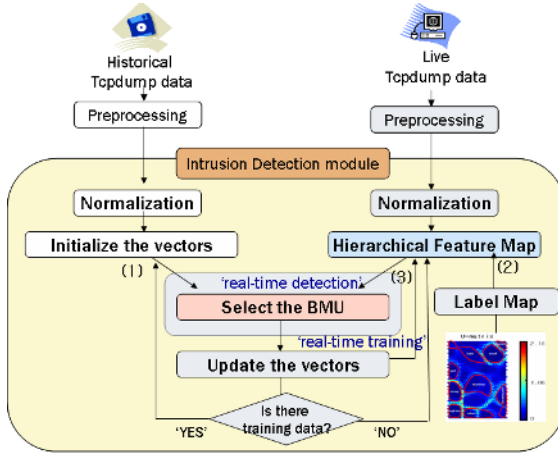 Historical
Tcpdump data
Live
Tcpdump data
Preprocessing
Preprocessing
Intrusion Detection module
Normalization
Normalization
Initialize the vectors
Hierarchical Feature Map
(1)
(3)
(2)
'real-time detection'
Select the BMU
Label Map
'real-time training'
Update the vectors
Is there
training data?
'YES'
'NO'